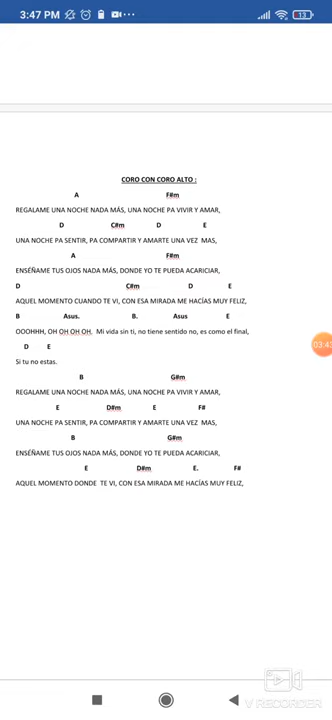 3:47 PM
13
CORO CON CORO ALTO :
A F#m
REGALAME UNA NOCHE NADA MÁS, UNA NOCHE PA VIVIR Y AMAR,
D C#m D E
UNA NOCHE PA SENTIR, PA COMPARTIR Y AMARTE UNA VEZ MAS,
A F#m
ENSÉÑAME TUS OJOS NADA MÁS, DONDE YO TE PUEDA ACARICIAR,
D C#m D E
AQUEL MOMENTO CUANDO TE VI, CON ESA MIRADA ME HACÍAS MUY FELIZ,
B Asus. B. Asus E
OOOHHH, OH OH OH OH. Mi vida sin ti, no tiene sentido no, es como el final,
D E
Si tu no estas.
B G#m
REGALAME UNA NOCHE NADA MÁS, UNA NOCHE PA VIVIR Y AMAR,
E D#m E F#
UNA NOCHE PA SENTIR, PA COMPARTIR Y AMARTE UNA VEZ MAS,
B G#m
ENSÉÑAME TUS OJOS NADA MÁS, DONDE YO TE PUEDA ACARICIAR,
E D#m E. F#
AQUEL MOMENTO DONDE TE VI, CON ESA MIRADA ME HACÍAS MUY FELIZ,
V RECORDER